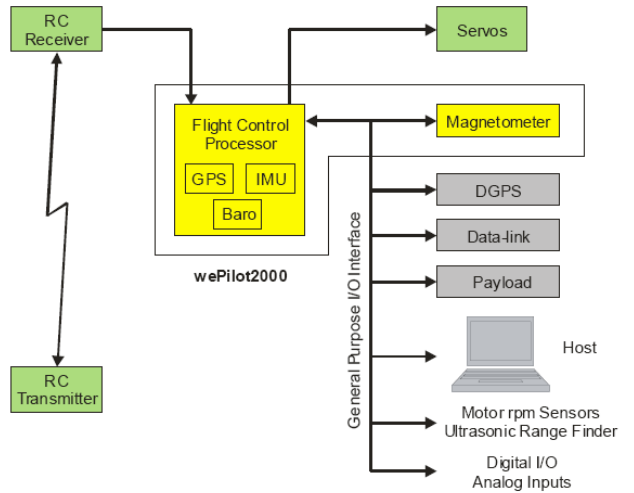 RC
Receiver
Servos
Flight Control
Processor
GPS
IMU
Baro
Magnetometer
wePilot2000
General Purpose I/O Interface
DGPS
Data-link
Payload
Host
Motor rpm Sensors
Ultrasonic Range Finder
Digital I/O
Analog Inputs
RC
Transmitter